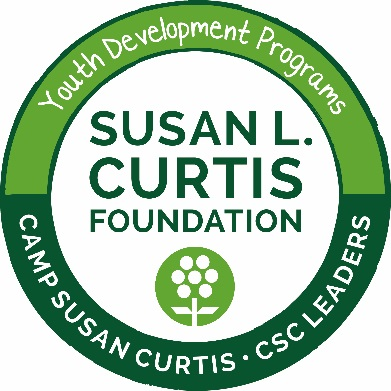 Youth Development Programs
SUSAN L.
CURTIS
FOUNDATION
CAMP SUSAN CURTIS • CSC LEADERS